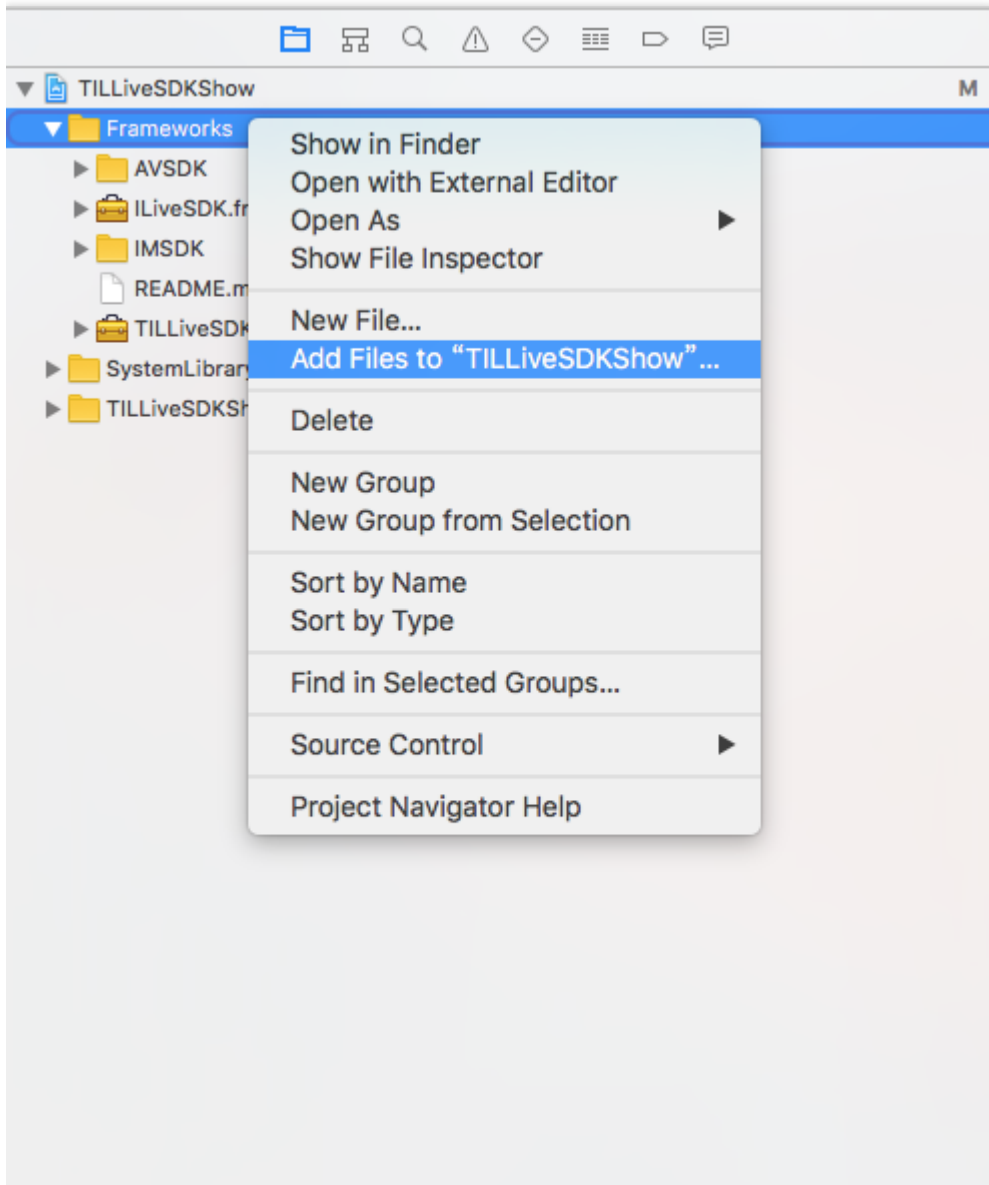 TILLiveSDKShow
M
Frameworks
AVSDK
ILiveSDK.fr
IMSDK
README.m
TILLiveSDK
SystemLibrary
TILLiveSDKSh
Show in Finder
Open with External Editor
Open As
Show File Inspector
New File...
Add Files to “TILLiveSDKShow”...
Delete
New Group
New Group from Selection
Sort by Name
Sort by Type
Find in Selected Groups...
Source Control
Project Navigator Help